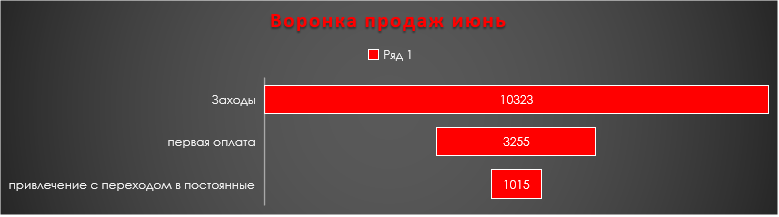 Воронка продаж июнь
Ряд 1
Заходы 10323
первая оплата 3255
привлечение с переходом в постоянные 1015